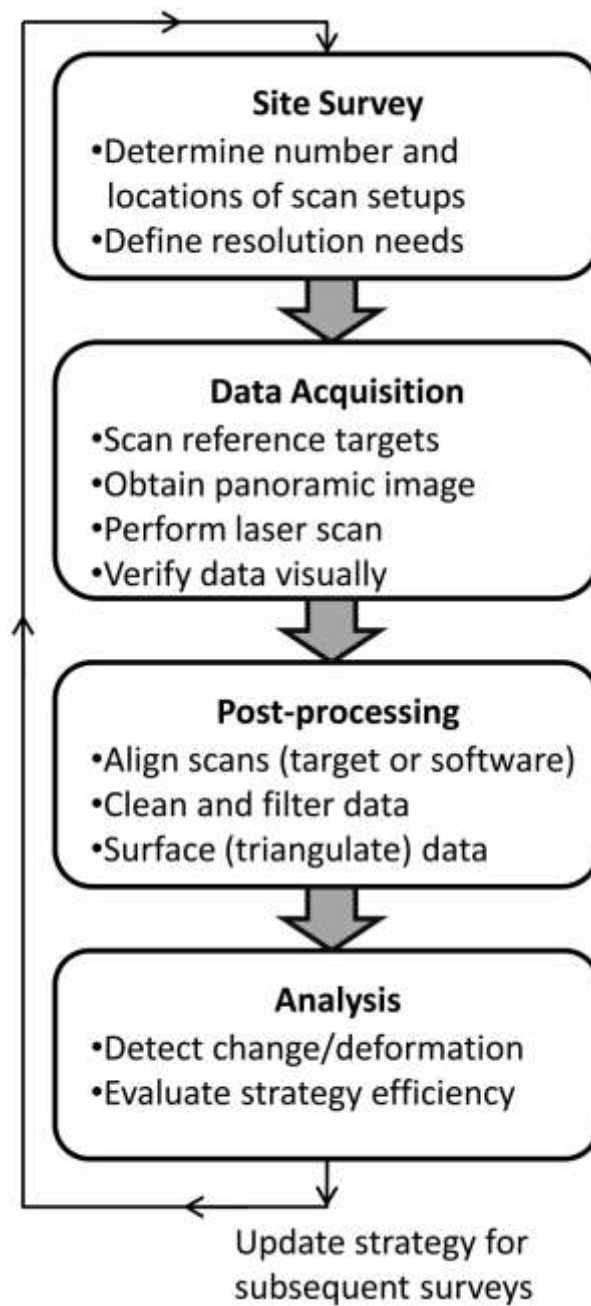 Site Survey
•Determine number and
locations of scan setups
•Define resolution needs
Data Acquisition
•Scan reference targets
•Obtain panoramic image
•Perform laser scan
•Verify data visually
Post-processing
•Align scans (target or software)
•Clean and filter data
•Surface (triangulate) data
Analysis
•Detect change/deformation
•Evaluate strategy efficiency
Update strategy for
subsequent surveys